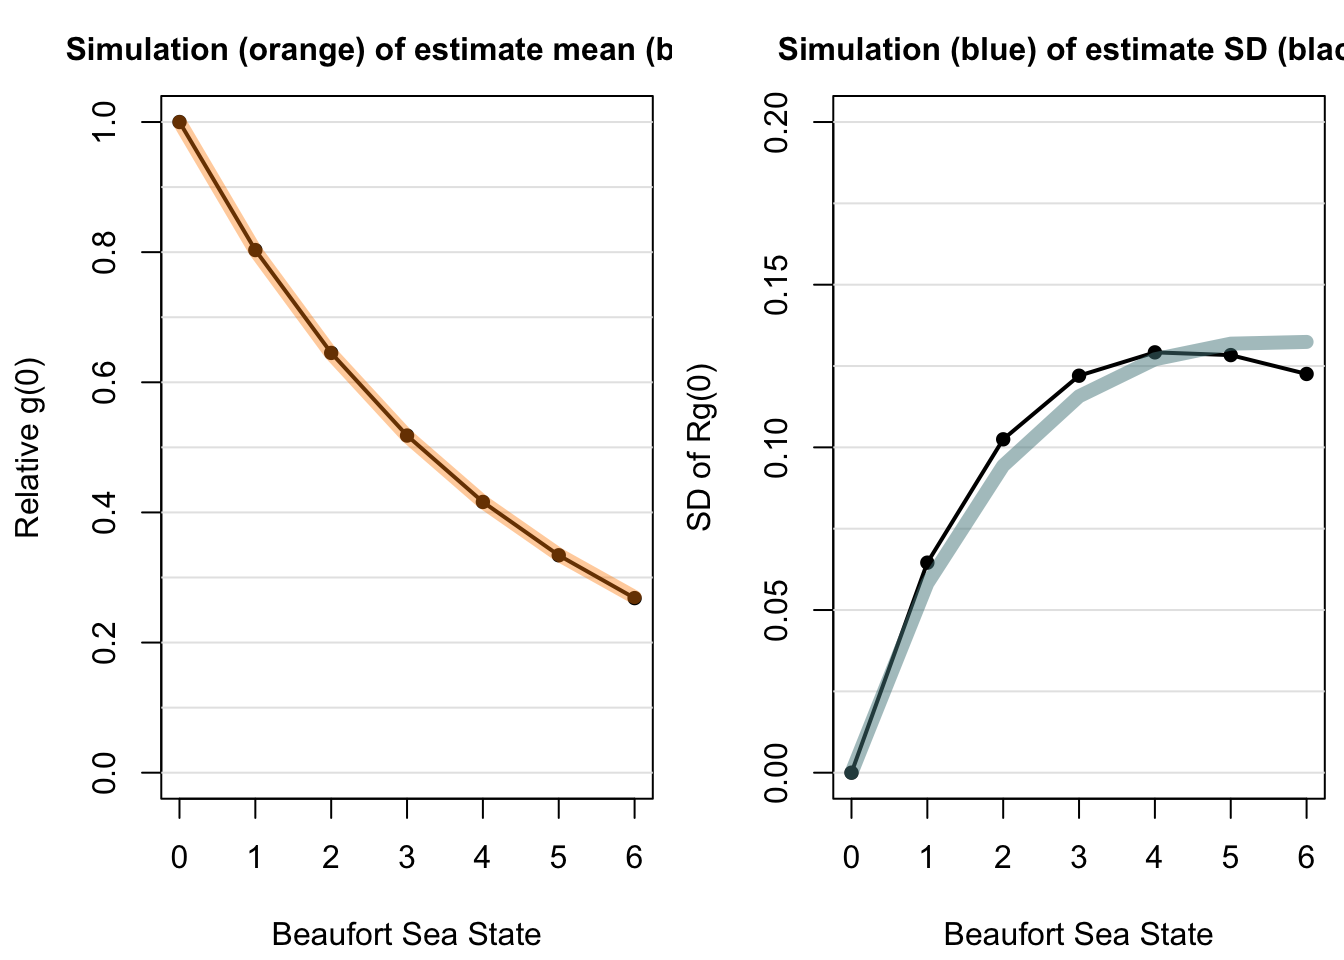 Simulation (orange) of estimate mean (b
Relative g(0)
1.0
0.8
0.6
0.4
0.2
0.0
0 1 2 3 4 5 6
Beaufort Sea State
Simulation (blue) of estimate SD (blac
SD of Rg(0)
0.20
0.15
0.10
0.05
0.00
0 1 2 3 4 5 6
Beaufort Sea State